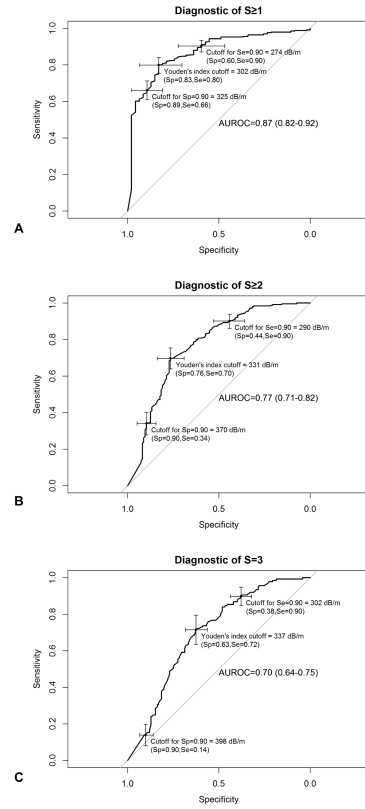 Diagnostic of S≥1
Cutoff for Se=0.90 = 274 dB/m
(Sp=0.60,Se=0.90)
Youden's index cutoff = 302 dB/m
(Sp=0.83,Se=0.80)
Cutoff for Sp=0.90 = 325 dB/m
(Sp=0.89,Se=0.66)
AUROC=0.87 (0.82-0.92)
Sensitivity
0.0 0.2 0.4 0.6 0.8 1.0
1.0 0.5 0.0
Specificity
A
Diagnostic of S≥2
Cutoff for Se=0.90 = 290 dB/m
(Sp=0.44,Se=0.90)
Youden's index cutoff = 331 dB/m
(Sp=0.76,Se=0.70)
AUROC=0.77 (0.71-0.82)
Cutoff for Sp=0.90 = 370 dB/m
(Sp=0.90,Se=0.34)
Sensitivity
0.0 0.2 0.4 0.6 0.8 1.0
1.0 0.5 0.0
Specificity
B
Diagnostic of S=3
Cutoff for Se=0.90 = 302 dB/m
(Sp=0.38,Se=0.90)
Youden's index cutoff = 337 dB/m
(Sp=0.63,Se=0.72)
AUROC=0.70 (0.64-0.75)
Cutoff for Sp=0.90 = 398 dB/m
(Sp=0.90,Se=0.14)
Sensitivity
0.0 0.2 0.4 0.6 0.8 1.0
1.0 0.5 0.0
Specificity
C